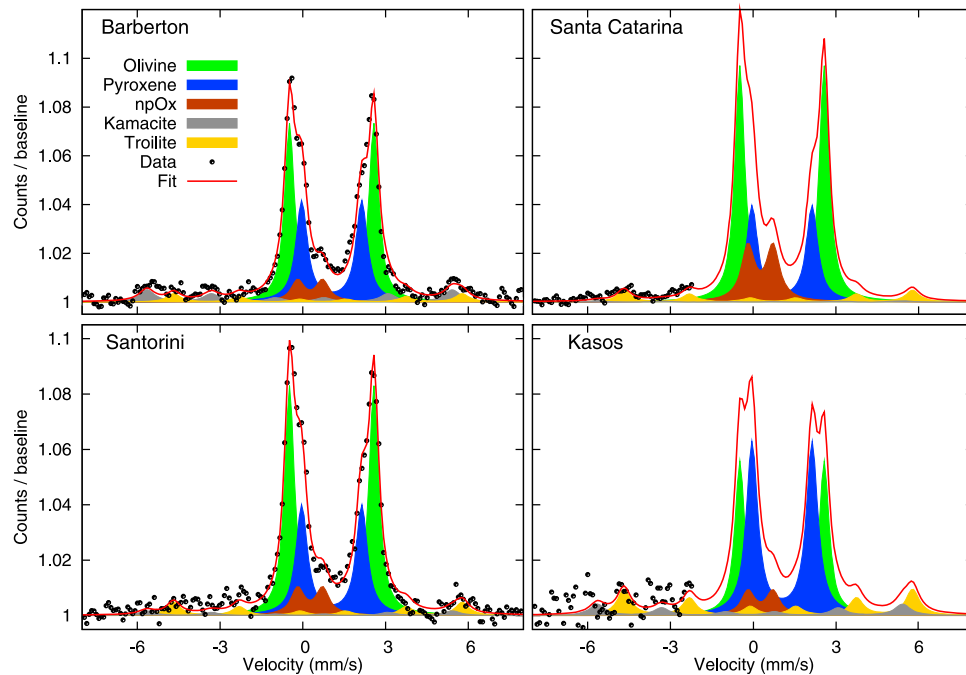 Barberton
Olivine
Pyroxene
npOx
Kamacite
Troilite
Data
Fit
Counts / baseline
1.1
1.08
1.06
1.04
1.02
1
Santa Catarina
Santorini
Counts / baseline
1.1
1.08
1.06
1.04
1.02
1
-6
-3
0
3
6
Velocity (mm/s)
Kasos
-6
-3
0
3
6
Velocity (mm/s)